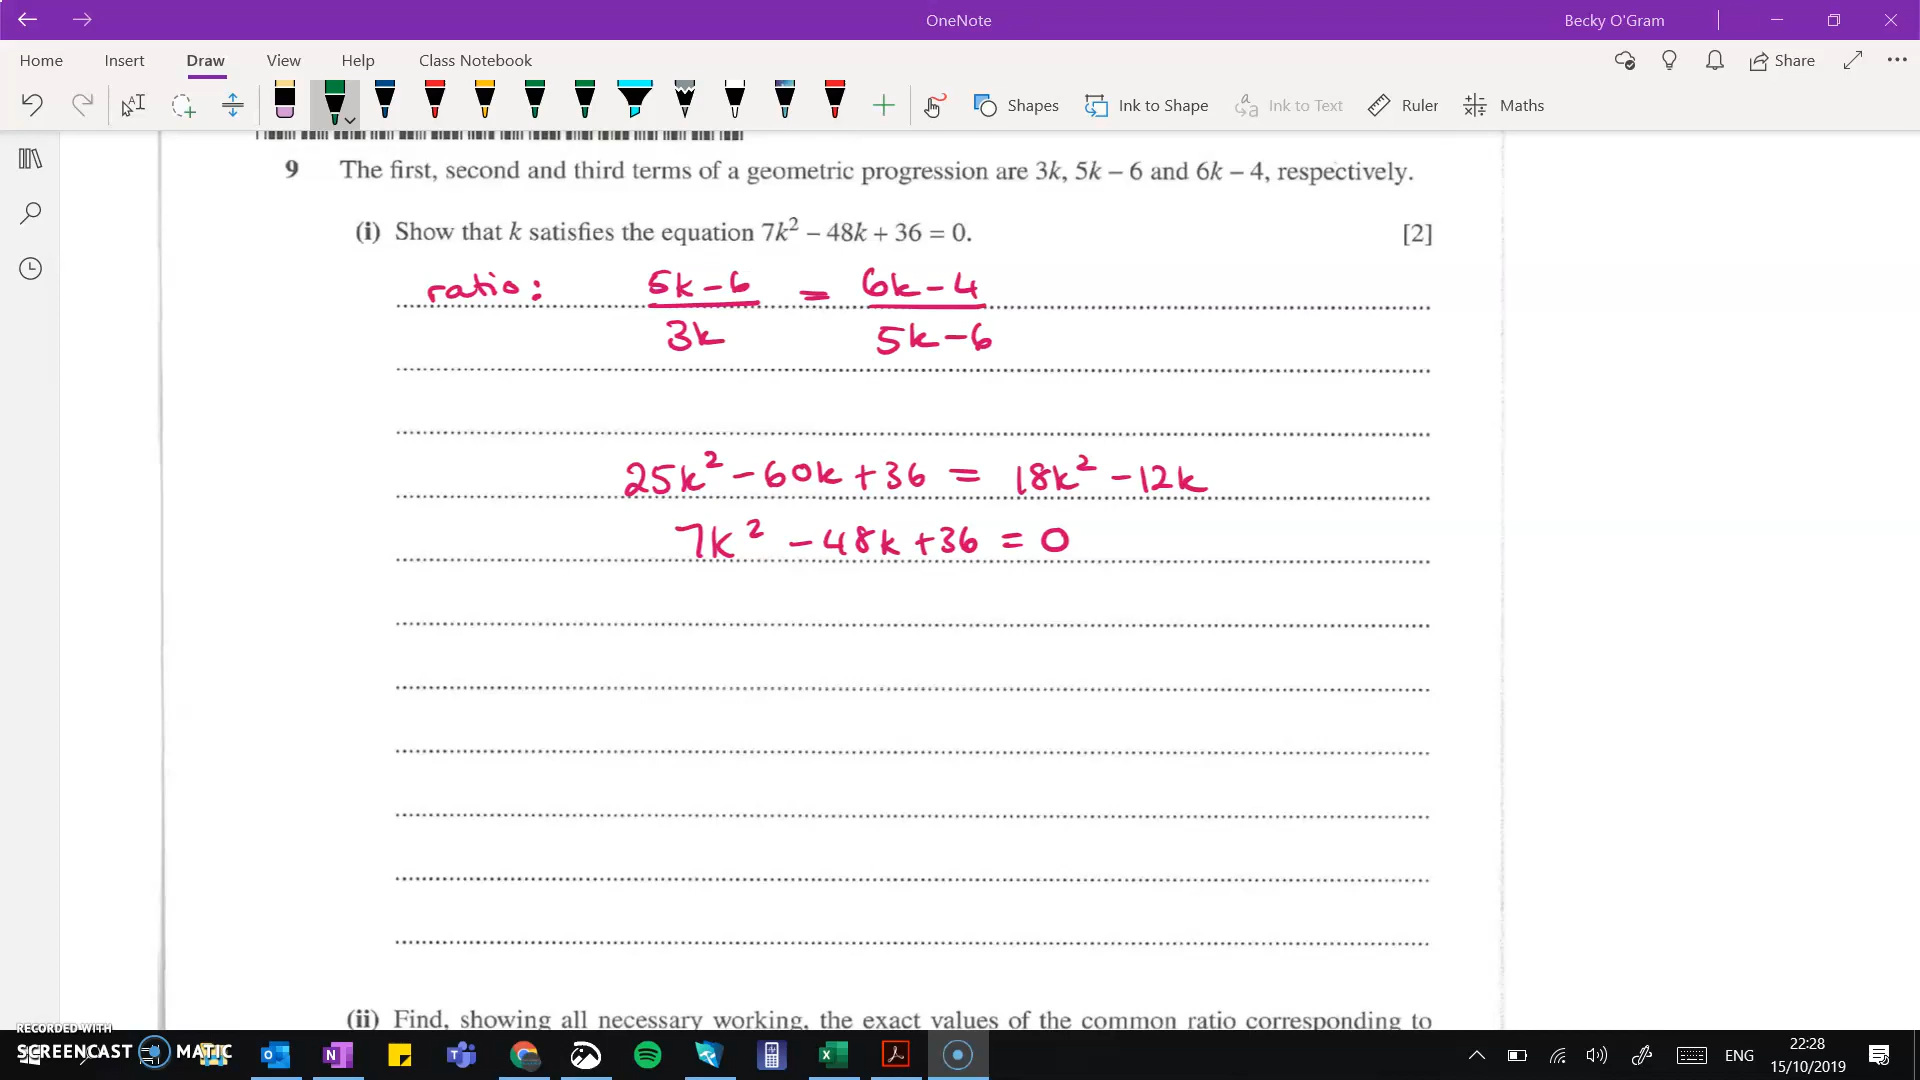 OneNote
Becky O'Gram
Home Insert Draw View Help Class Notebook
Share
Shapes Ink to Shape Ink to Text Ruler Maths
9 The first, second and third terms of a geometric progression are 3k, 5k – 6 and 6k – 4, respectively.
(i) Show that k satisfies the equation 7k² – 48k + 36 = 0. [2]
ratio: 5k-6 = 6k-4
3k 5k-6
25k² - 60k + 36 = 18k² - 12k
7k² - 48k + 36 = 0
(ii) Find, showing all necessary working, the exact values of the common ratio corresponding to
RECORDED WITH
SCREENCAST MATIC
ENG
22:28
15/10/2019